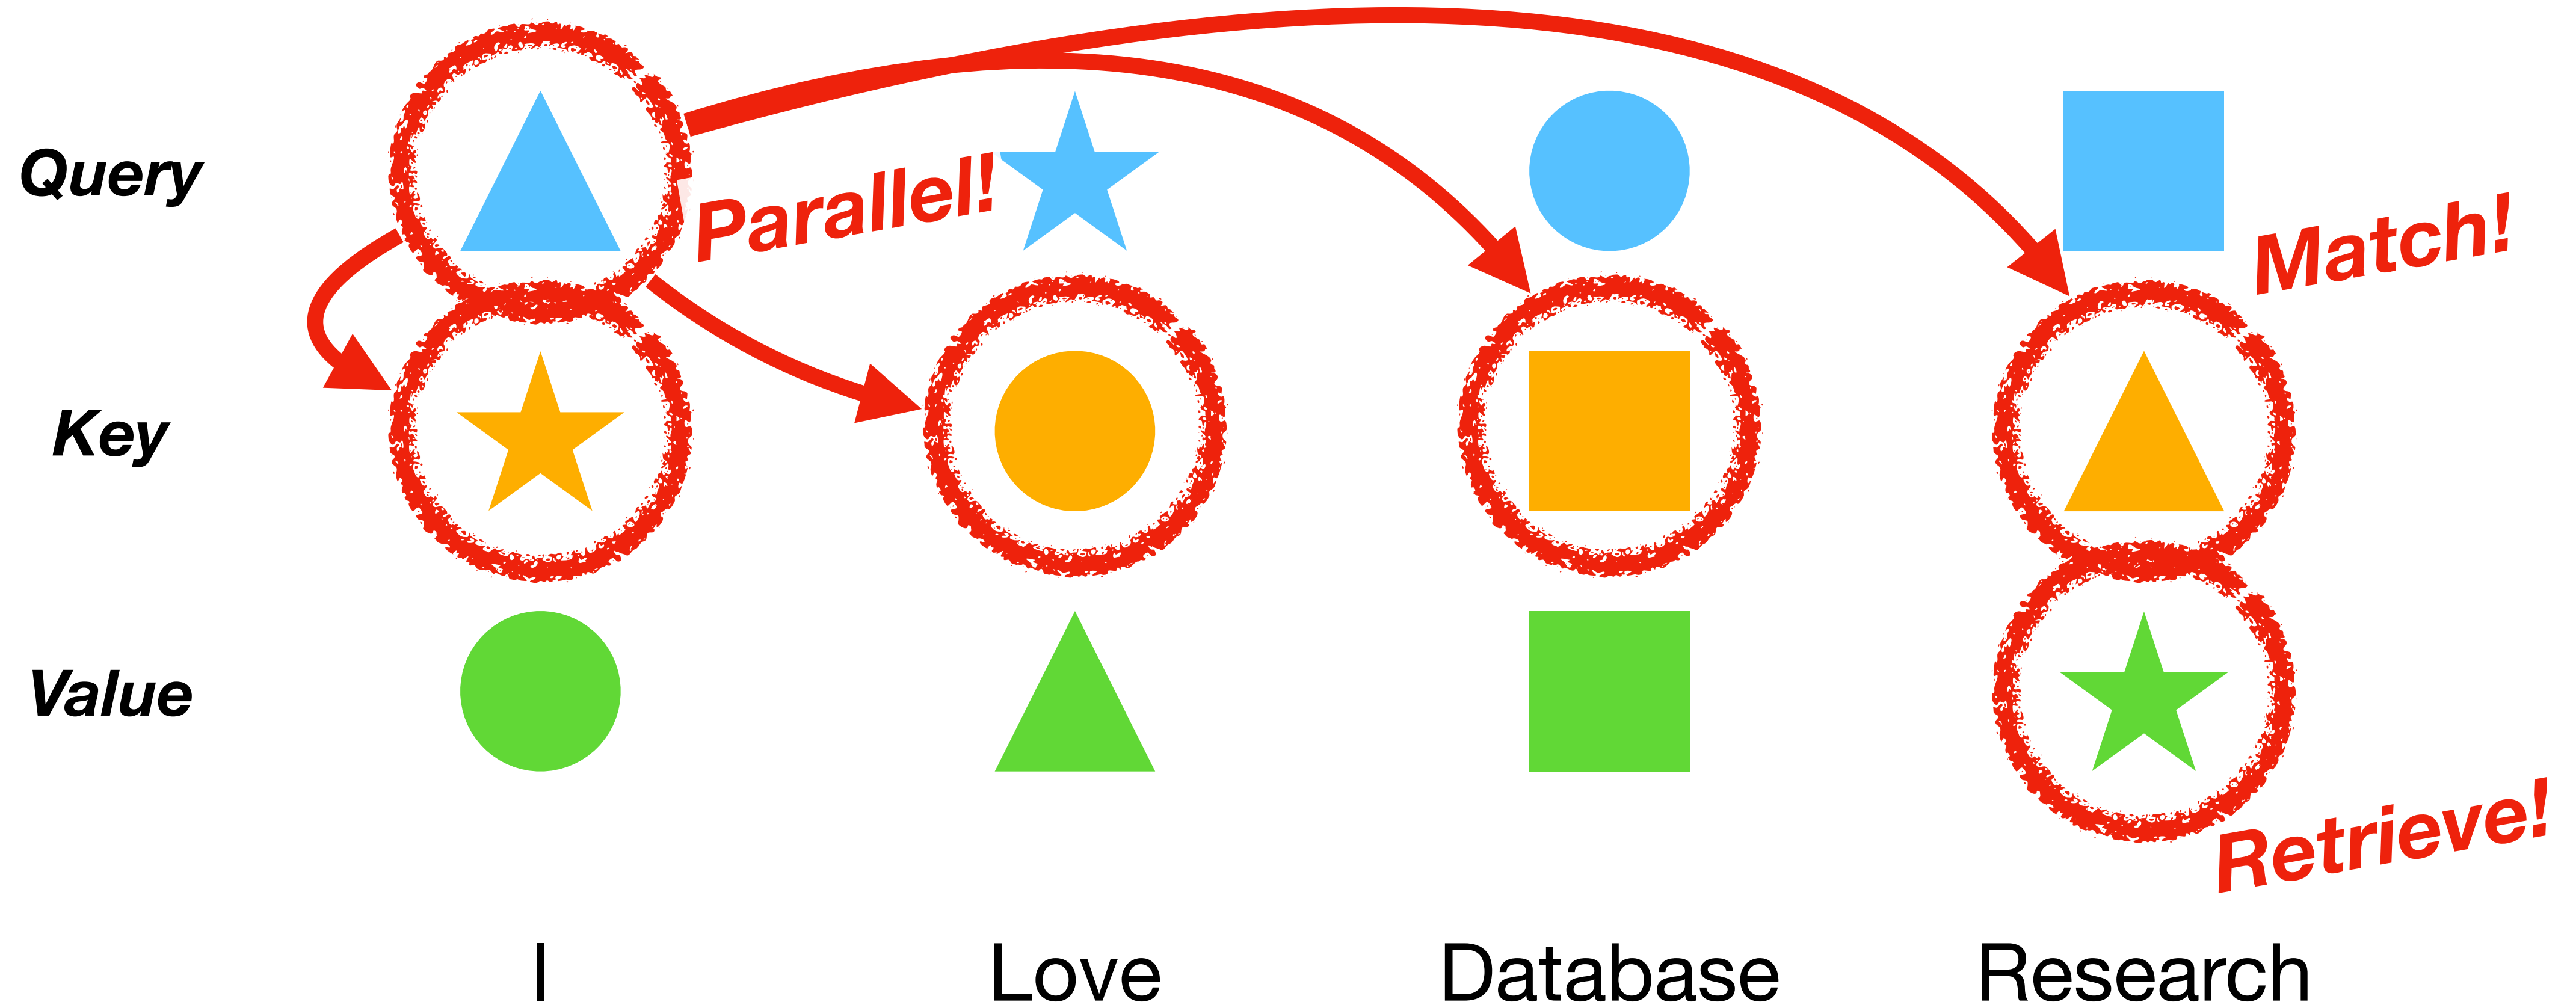 Query
Parallel!
Match!
Key
Value
Retrieve!
I
Love
Database
Research